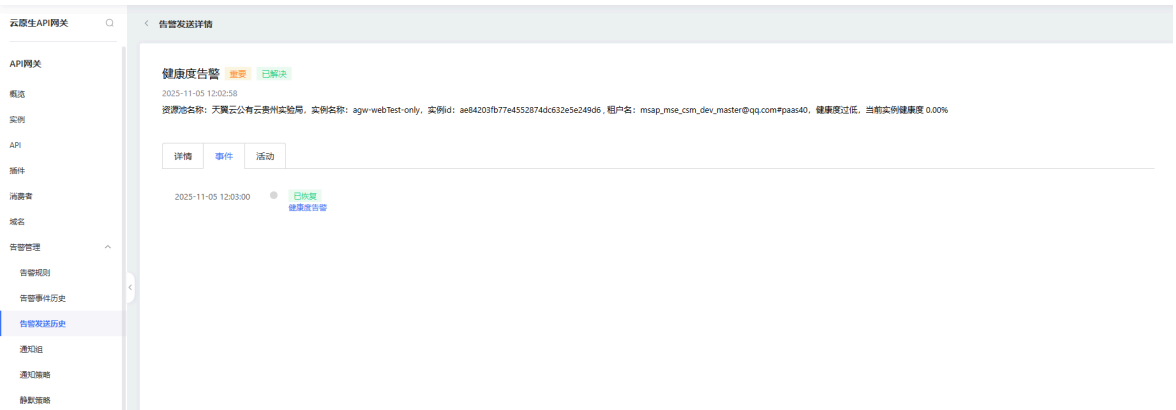 云原生API网关
告警发送详情
API网关
概览
实例
API
插件
消费者
域名
告警管理
告警规则
告警事件历史
告警发送历史
通知组
通知策略
静默策略
健康度告警 重要 已解决
2025-11-05 12:02:58
资源池名称：天翼云公有云贵州实验局，实例名称：agw-webTest-only，实例id：ae84203fb77e4552874dc632e5e249d6 , 租户名：msap_mse_csm_dev_master@qq.com#paas40，健康度过低，当前实例健康度 0.00%
详情 事件 活动
2025-11-05 12:03:00 已恢复
健康度告警